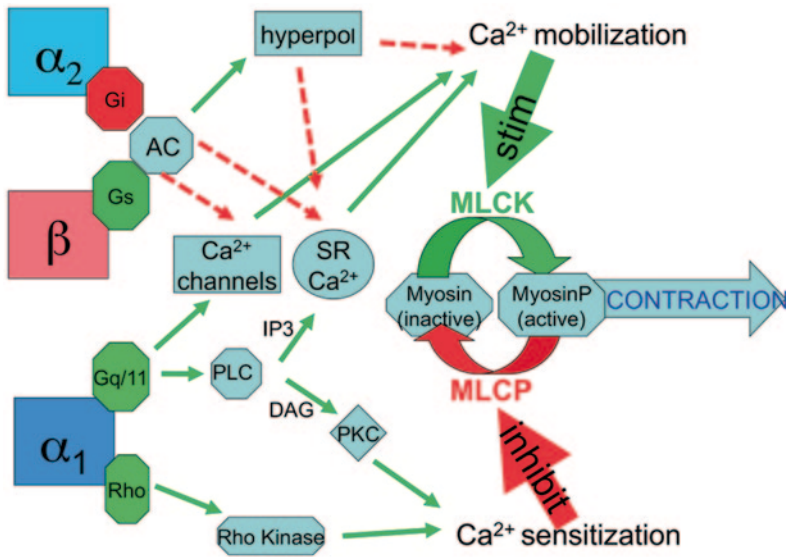 α₂
hyperpol
Ca²⁺ mobilization
Gi
AC
stim
Gs
β
MLCK
Ca²⁺
channels
SR
Ca²⁺
Myosin
(inactive)
MyosinP
(active)
CONTRACTION
IP3
Gq/11
PLC
MLCP
DAG
PKC
inhibit
α₁
Rho
Rho Kinase
Ca²⁺ sensitization